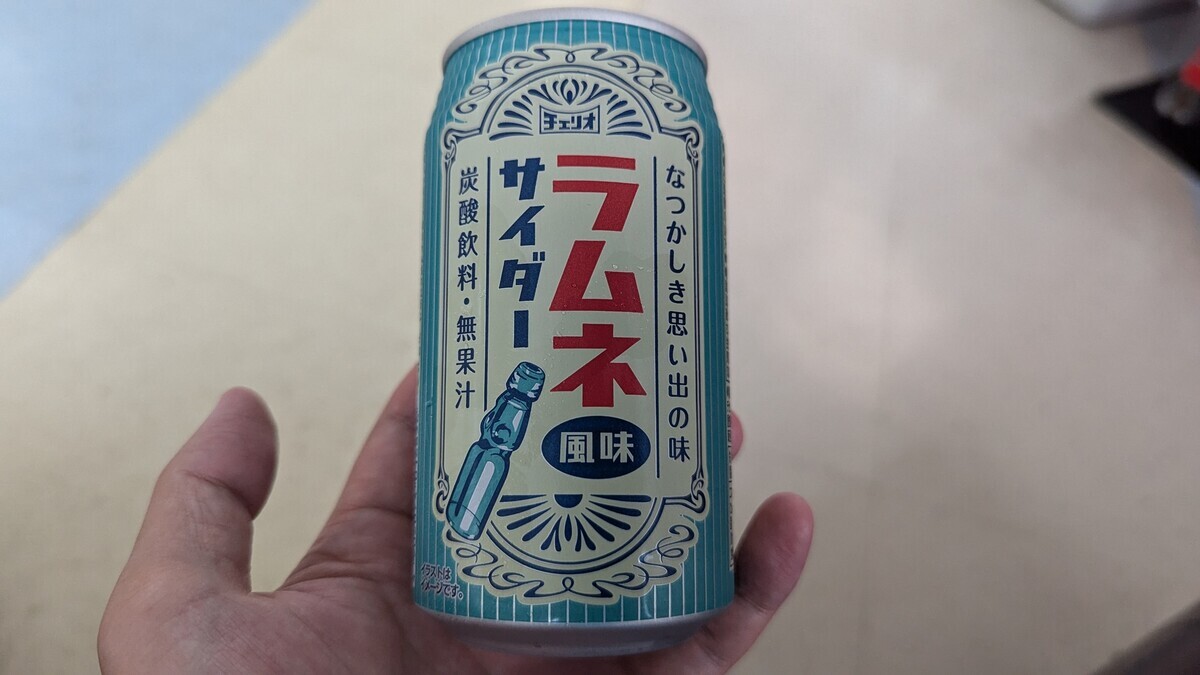 チェリオ
なつかしき思い出の味
ラムネ
風味
サイダー
炭酸飲料・無果汁
イラストは
イメージです。